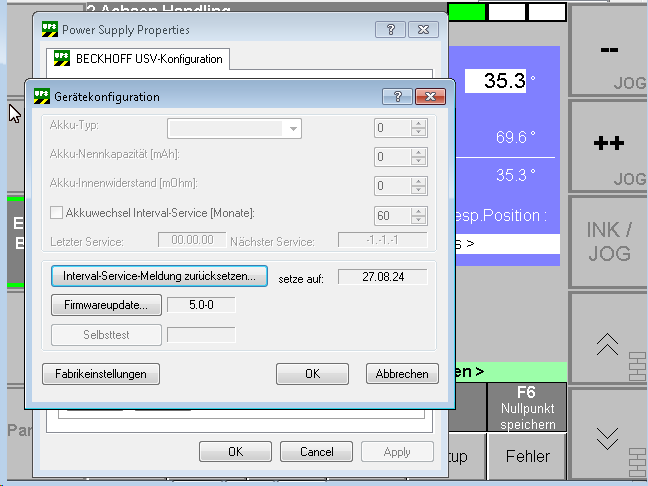 2 Achsen Handling
Power Supply Properties
BECKHOFF USV-Konfiguration
Gerätekonfiguration
Akku-Typ:
0
Akku-Nennkapazität [mAh]:
0
Akku-Innenwiderstand [mOhm]:
0
Akkuwechsel Interval-Service [Monate]:
60
Letzter Service:
00.00.00
Nächster Service:
-1.-1.-1
Interval-Service-Meldung zurücksetzen...
setze auf:
27.08.24
Firmwareupdate...
5.0-0
Selbsttest
Fabrikeinstellungen
OK
Abbrechen
OK
Cancel
Apply
35.3 °
69.6 °
35.3 °
esp.Position :
s >
en >
F6
Nullpunkt
speichern
tup
Fehler
--
JOG
++
JOG
INK /
JOG
E
E
Par